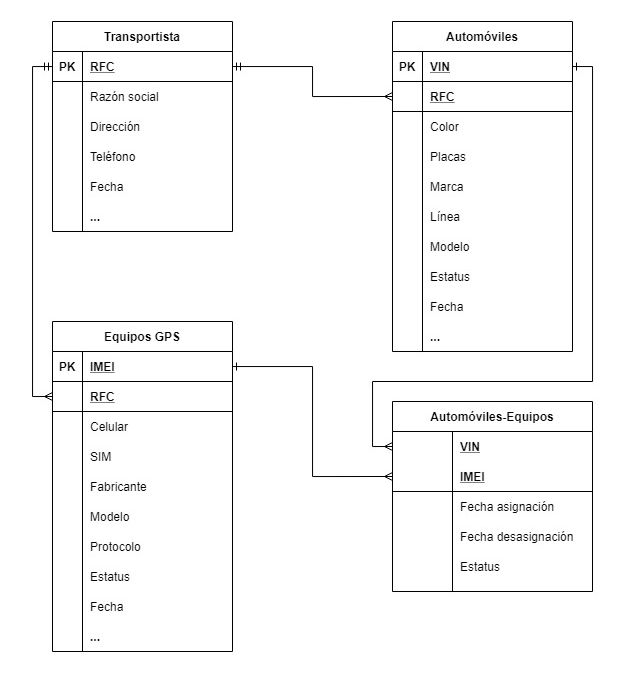 Transportista
PK RFC
Razón social
Dirección
Teléfono
Fecha
...
Automóviles
PK VIN
RFC
Color
Placas
Marca
Línea
Modelo
Estatus
Fecha
...
Equipos GPS
PK IMEI
RFC
Celular
SIM
Fabricante
Modelo
Protocolo
Estatus
Fecha
...
Automóviles-Equipos
VIN
IMEI
Fecha asignación
Fecha desasignación
Estatus